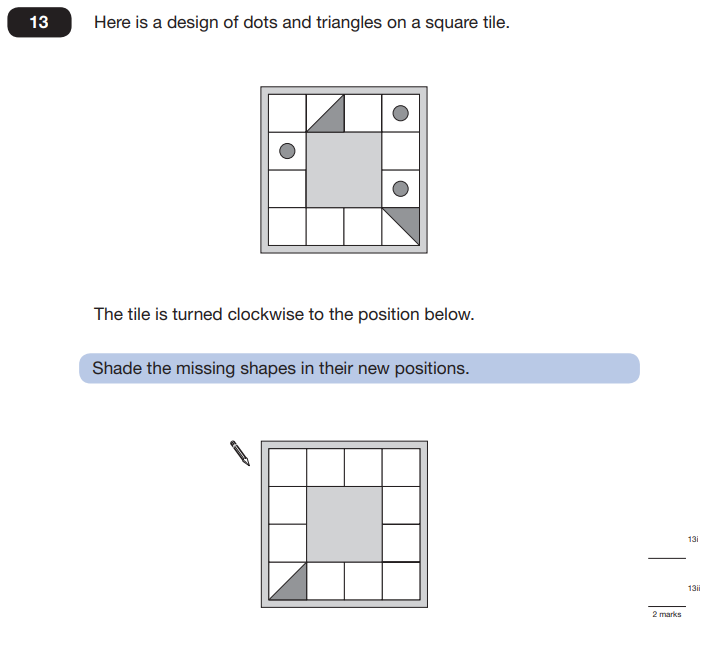 13 Here is a design of dots and triangles on a square tile.
The tile is turned clockwise to the position below.
Shade the missing shapes in their new positions.
13i
13ii
2 marks